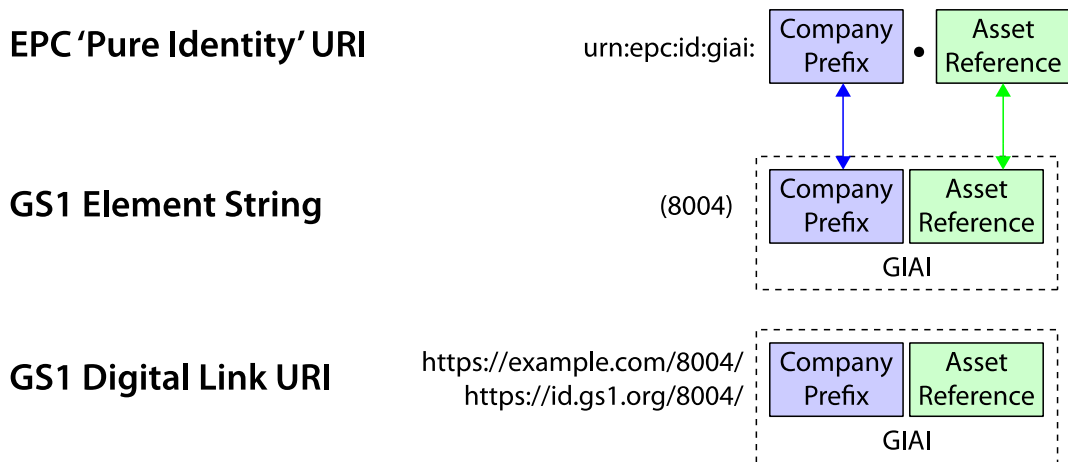 EPC ‘Pure Identity’ URI
urn:epc:id:giai:
Company
Prefix
•
Asset
Reference
GS1 Element String
(8004)
Company
Prefix
Asset
Reference
GIAI
GS1 Digital Link URI
https://example.com/8004/
https://id.gs1.org/8004/
Company
Prefix
Asset
Reference
GIAI